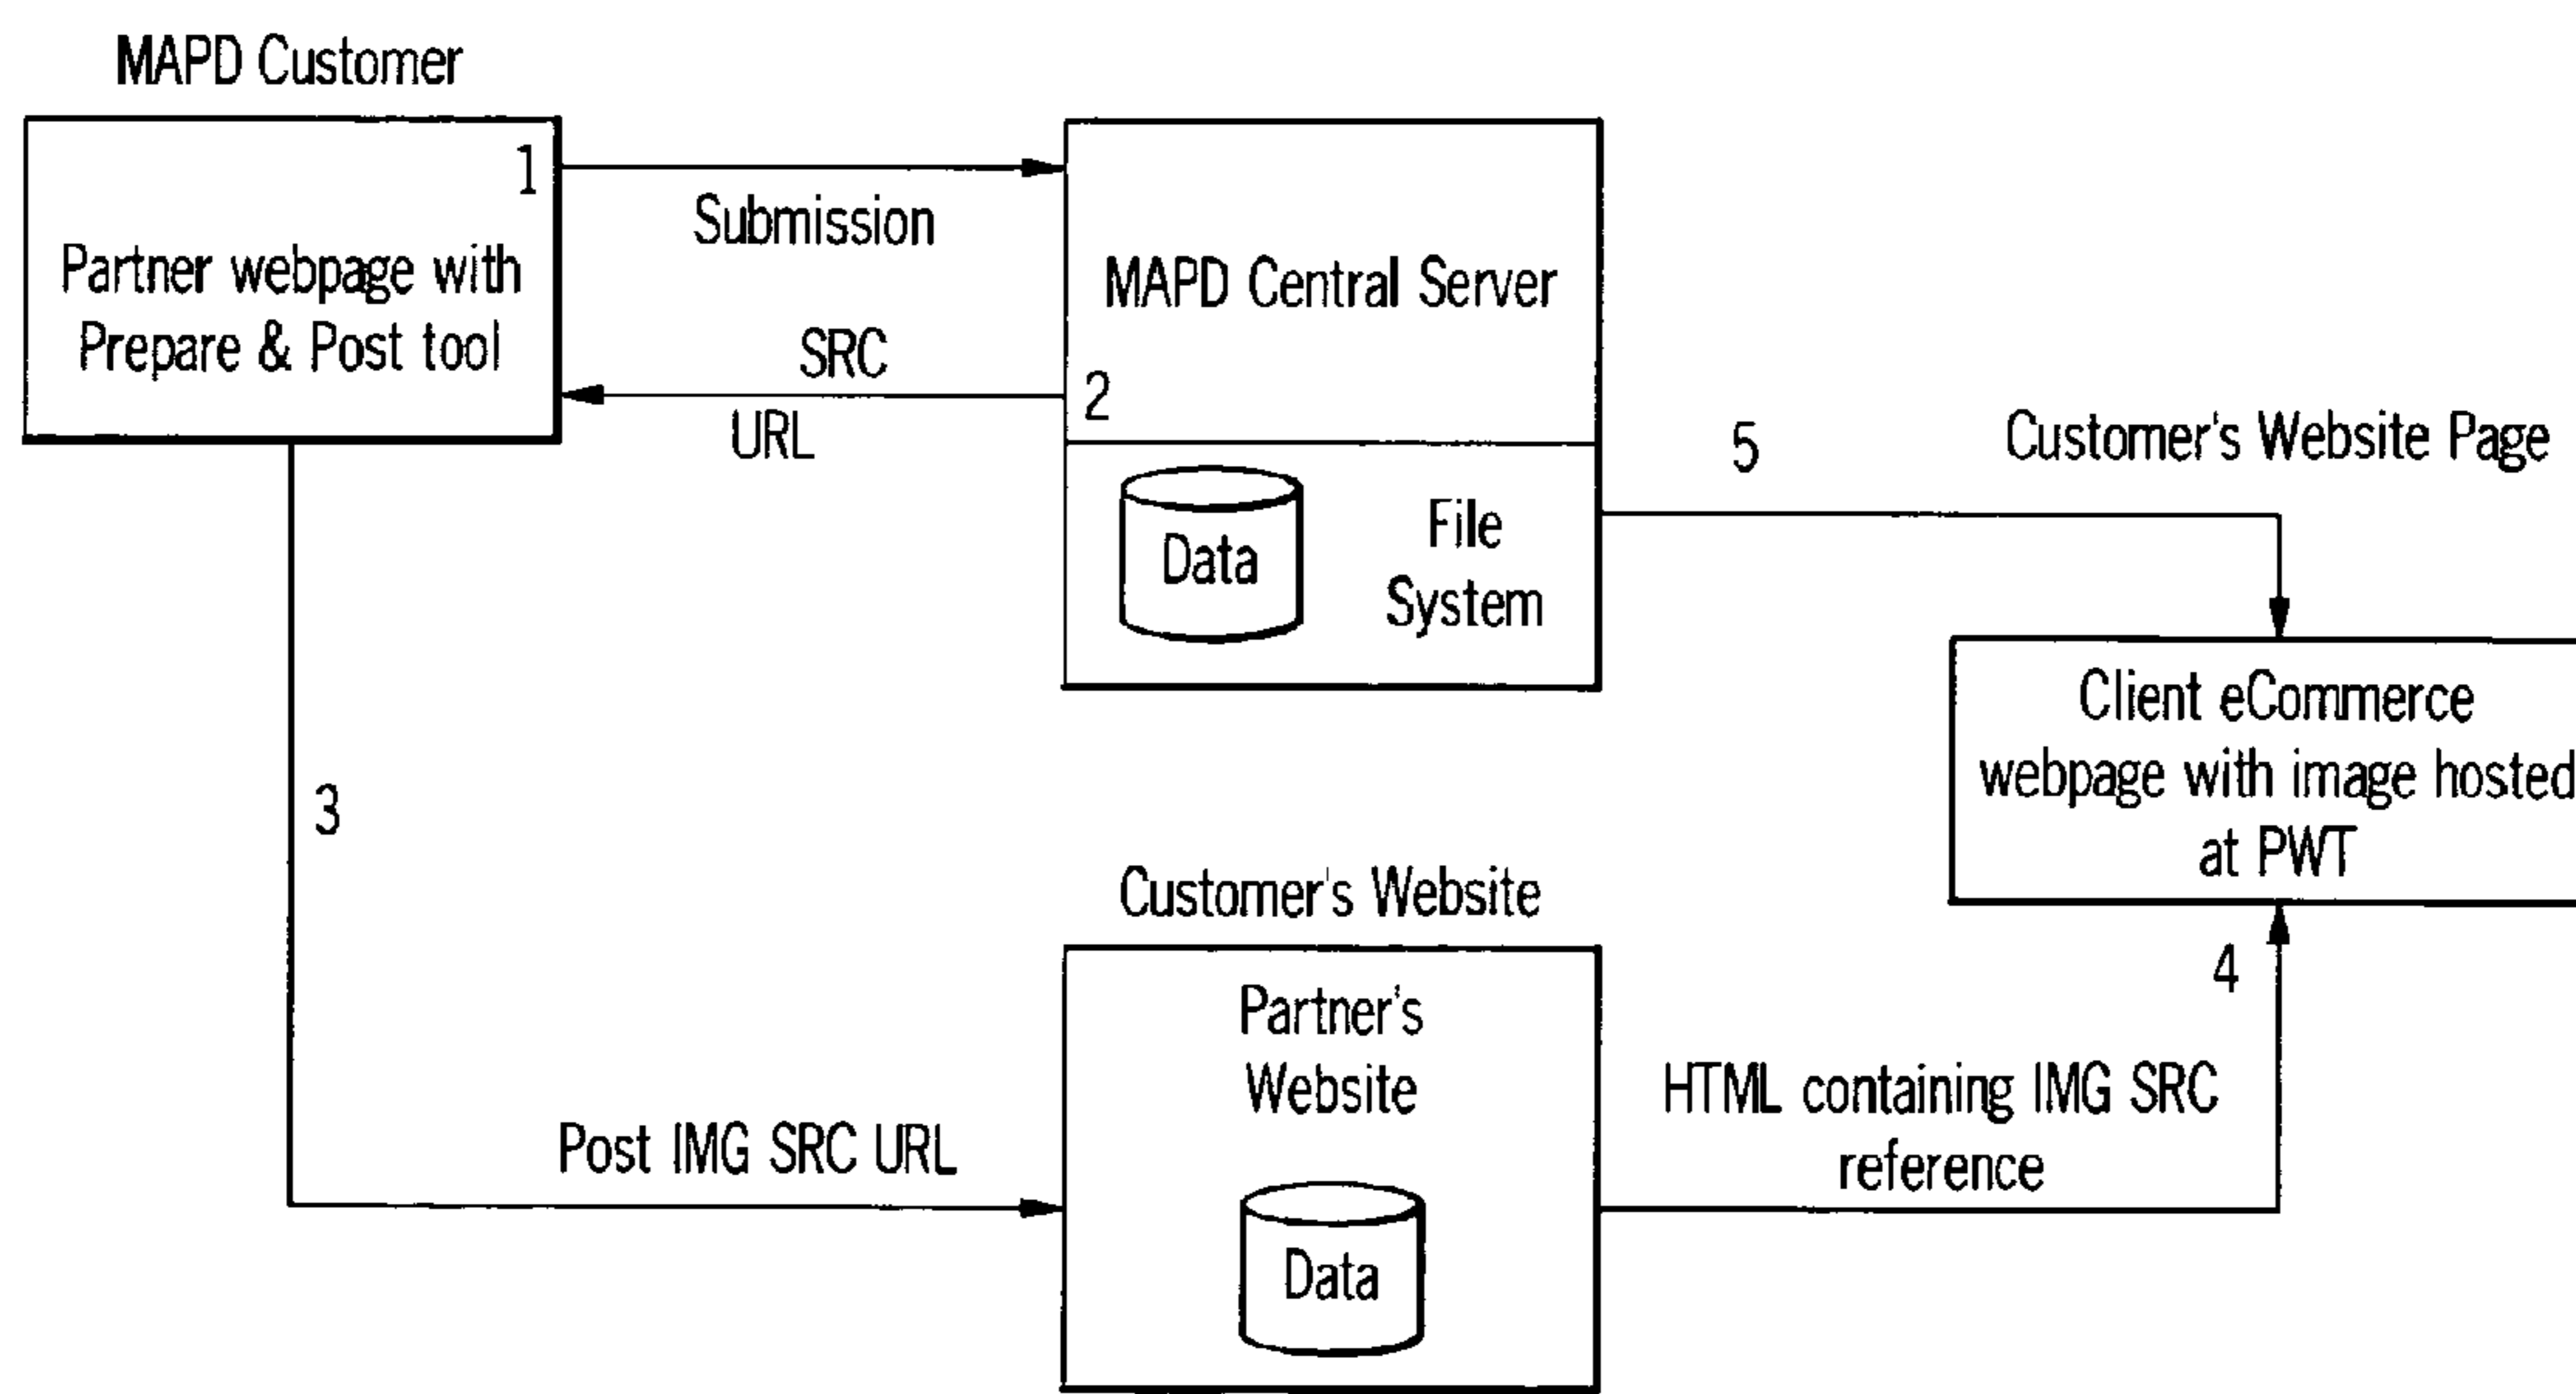 MAPD Customer
1
Partner webpage with
Prepare & Post tool
Submission
SRC
URL
MAPD Central Server
2
Data
File
System
5
Customer's Website Page
Client eCommerce
webpage with image hosted
at PWT
3
Post IMG SRC URL
Customer's Website
Partner's
Website
Data
4
HTML containing IMG SRC
reference